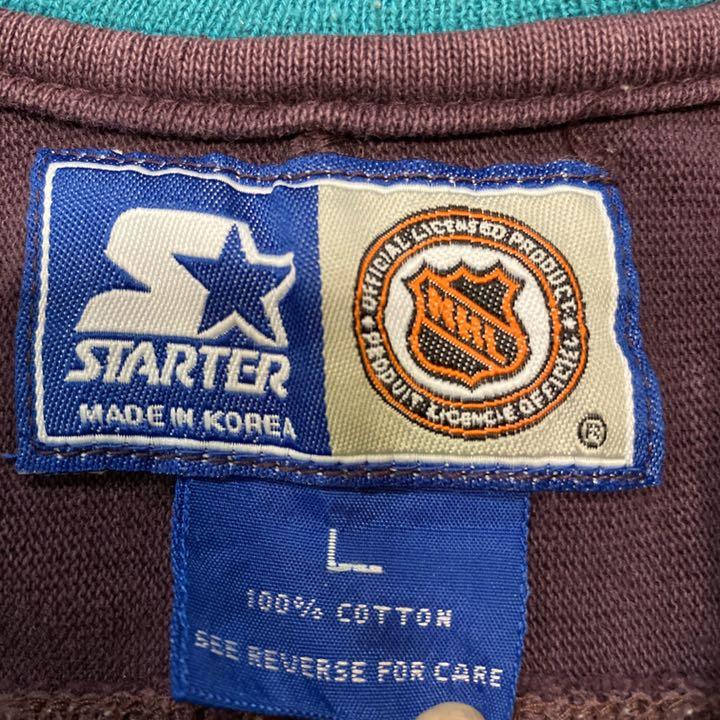 STARTER
MADE IN KOREA
OFFICIAL LICENSED PRODUCT
NHL
PRODUIT LICENCIÉ OFFICIEL
®
L
100% COTTON
SEE REVERSE FOR CARE